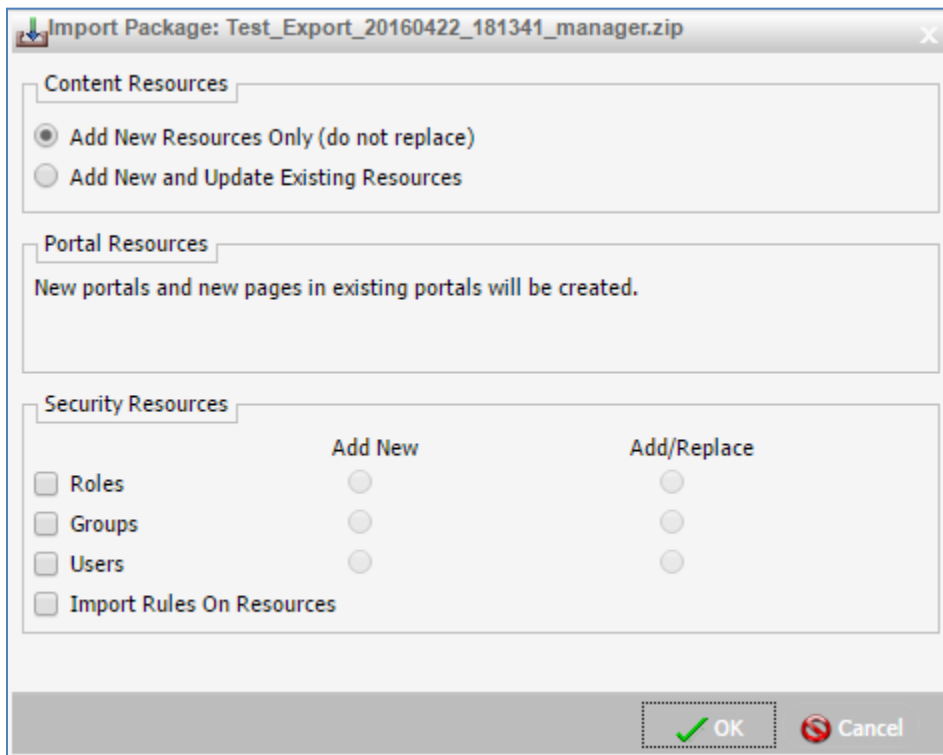 Import Package: Test_Export_20160422_181341_manager.zip
Content Resources
Add New Resources Only (do not replace)
Add New and Update Existing Resources
Portal Resources
New portals and new pages in existing portals will be created.
Security Resources
Add New Add/Replace
Roles
Groups
Users
Import Rules On Resources
OK Cancel